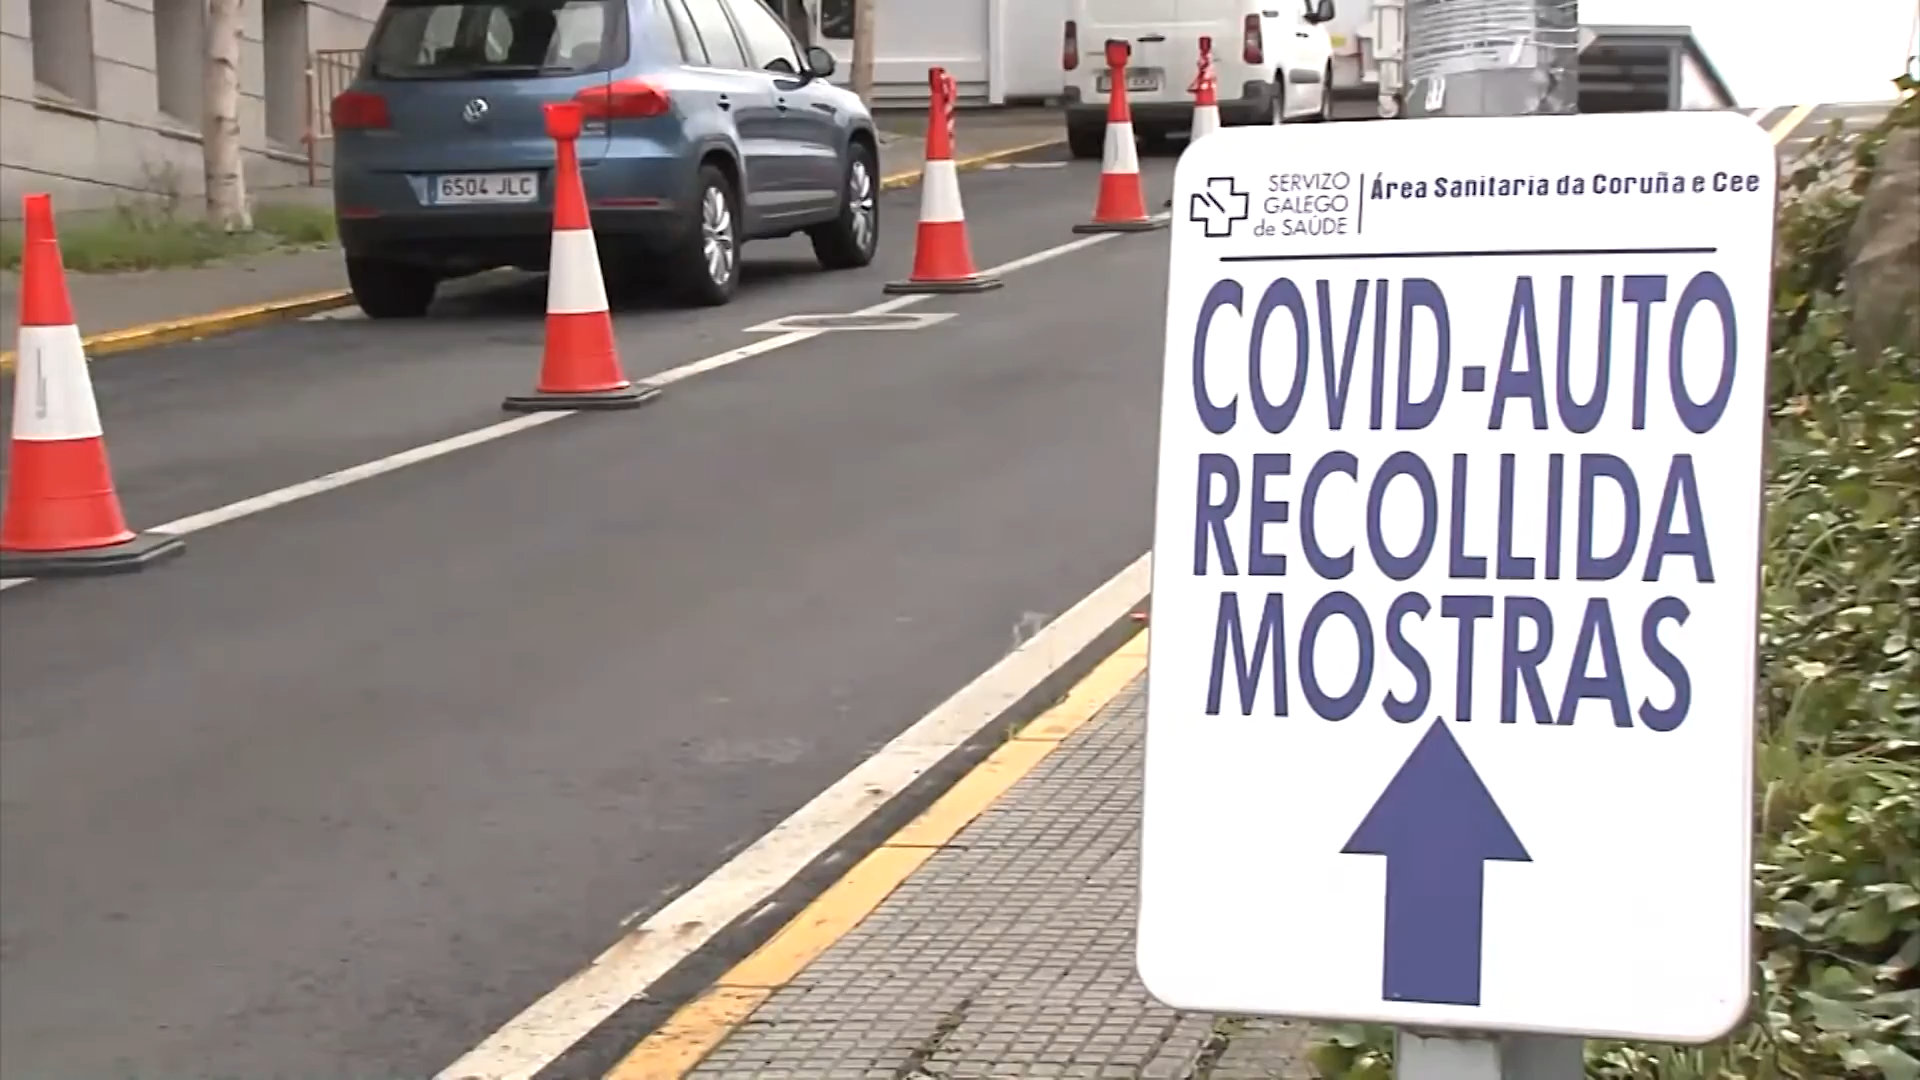 6504 JLC
SERVIZO
GALEGO
de SAÚDE
Área Sanitaria da Coruña e Cee
COVID-AUTO
RECOLLIDA
MOSTRAS